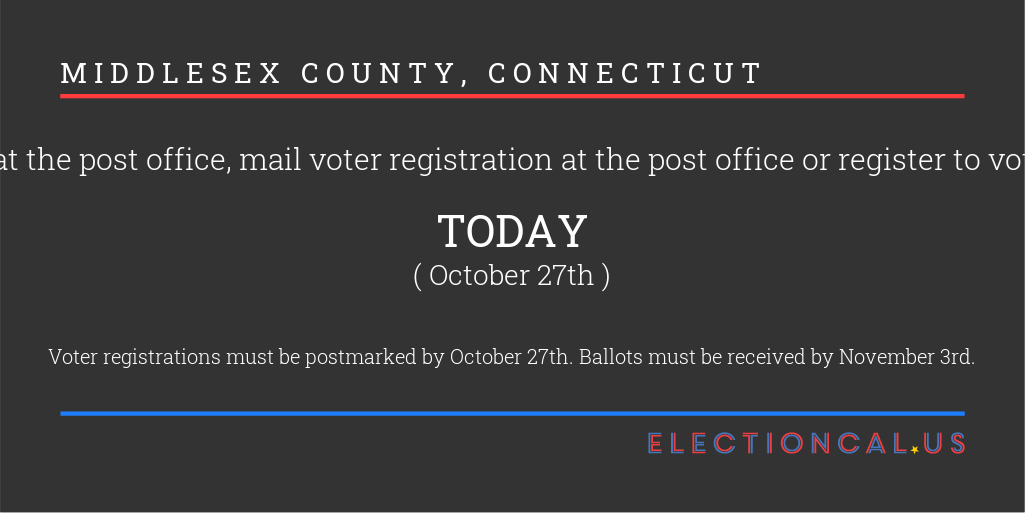 MIDDLESEX COUNTY, CONNECTICUT
at the post office, mail voter registration at the post office or register to vo
TODAY
( October 27th )
Voter registrations must be postmarked by October 27th. Ballots must be received by November 3rd.
ELECTIONCAL.US